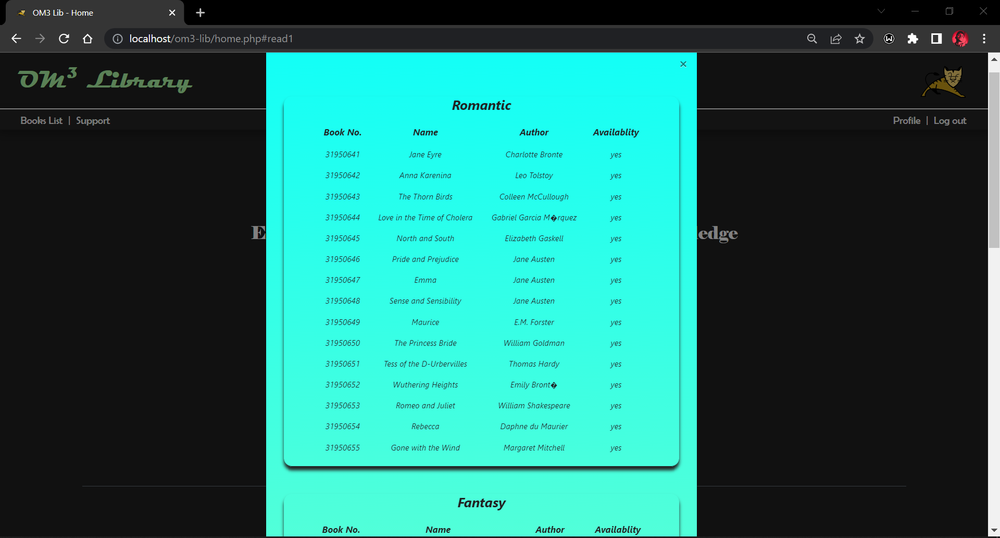 OM3 Lib - Home
localhost/om3-lib/home.php#read1
OM³ Library
Books List | Support
Profile | Log out
E
ledge
Romantic
Book No. Name Author Availablity
31950641 Jane Eyre Charlotte Bronte yes
31950642 Anna Karenina Leo Tolstoy yes
31950643 The Thorn Birds Colleen McCullough yes
31950644 Love in the Time of Cholera Gabriel Garcia M�rquez yes
31950645 North and South Elizabeth Gaskell yes
31950646 Pride and Prejudice Jane Austen yes
31950647 Emma Jane Austen yes
31950648 Sense and Sensibility Jane Austen yes
31950649 Maurice E.M. Forster yes
31950650 The Princess Bride William Goldman yes
31950651 Tess of the D-Urbervilles Thomas Hardy yes
31950652 Wuthering Heights Emily Bront� yes
31950653 Romeo and Juliet William Shakespeare yes
31950654 Rebecca Daphne du Maurier yes
31950655 Gone with the Wind Margaret Mitchell yes
Fantasy
Book No. Name Author Availablity